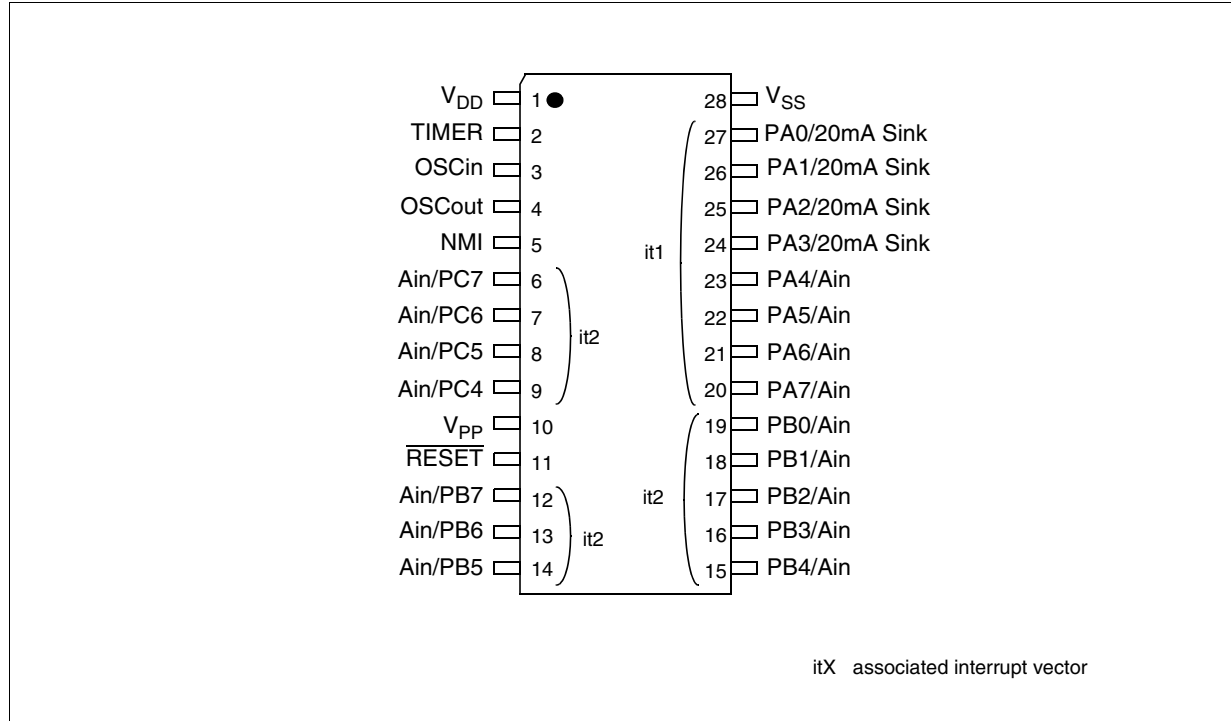 VDD 1 28 VSS
TIMER 2 27 PA0/20mA Sink
OSCin 3 26 PA1/20mA Sink
OSCout 4 25 PA2/20mA Sink
NMI 5 24 PA3/20mA Sink
it1
Ain/PC7 6 23 PA4/Ain
Ain/PC6 7 22 PA5/Ain
it2
Ain/PC5 8 21 PA6/Ain
Ain/PC4 9 20 PA7/Ain
VPP 10 19 PB0/Ain
RESET 11 18 PB1/Ain
Ain/PB7 12 it2 17 PB2/Ain
Ain/PB6 13 it2 16 PB3/Ain
Ain/PB5 14 15 PB4/Ain
itX associated interrupt vector